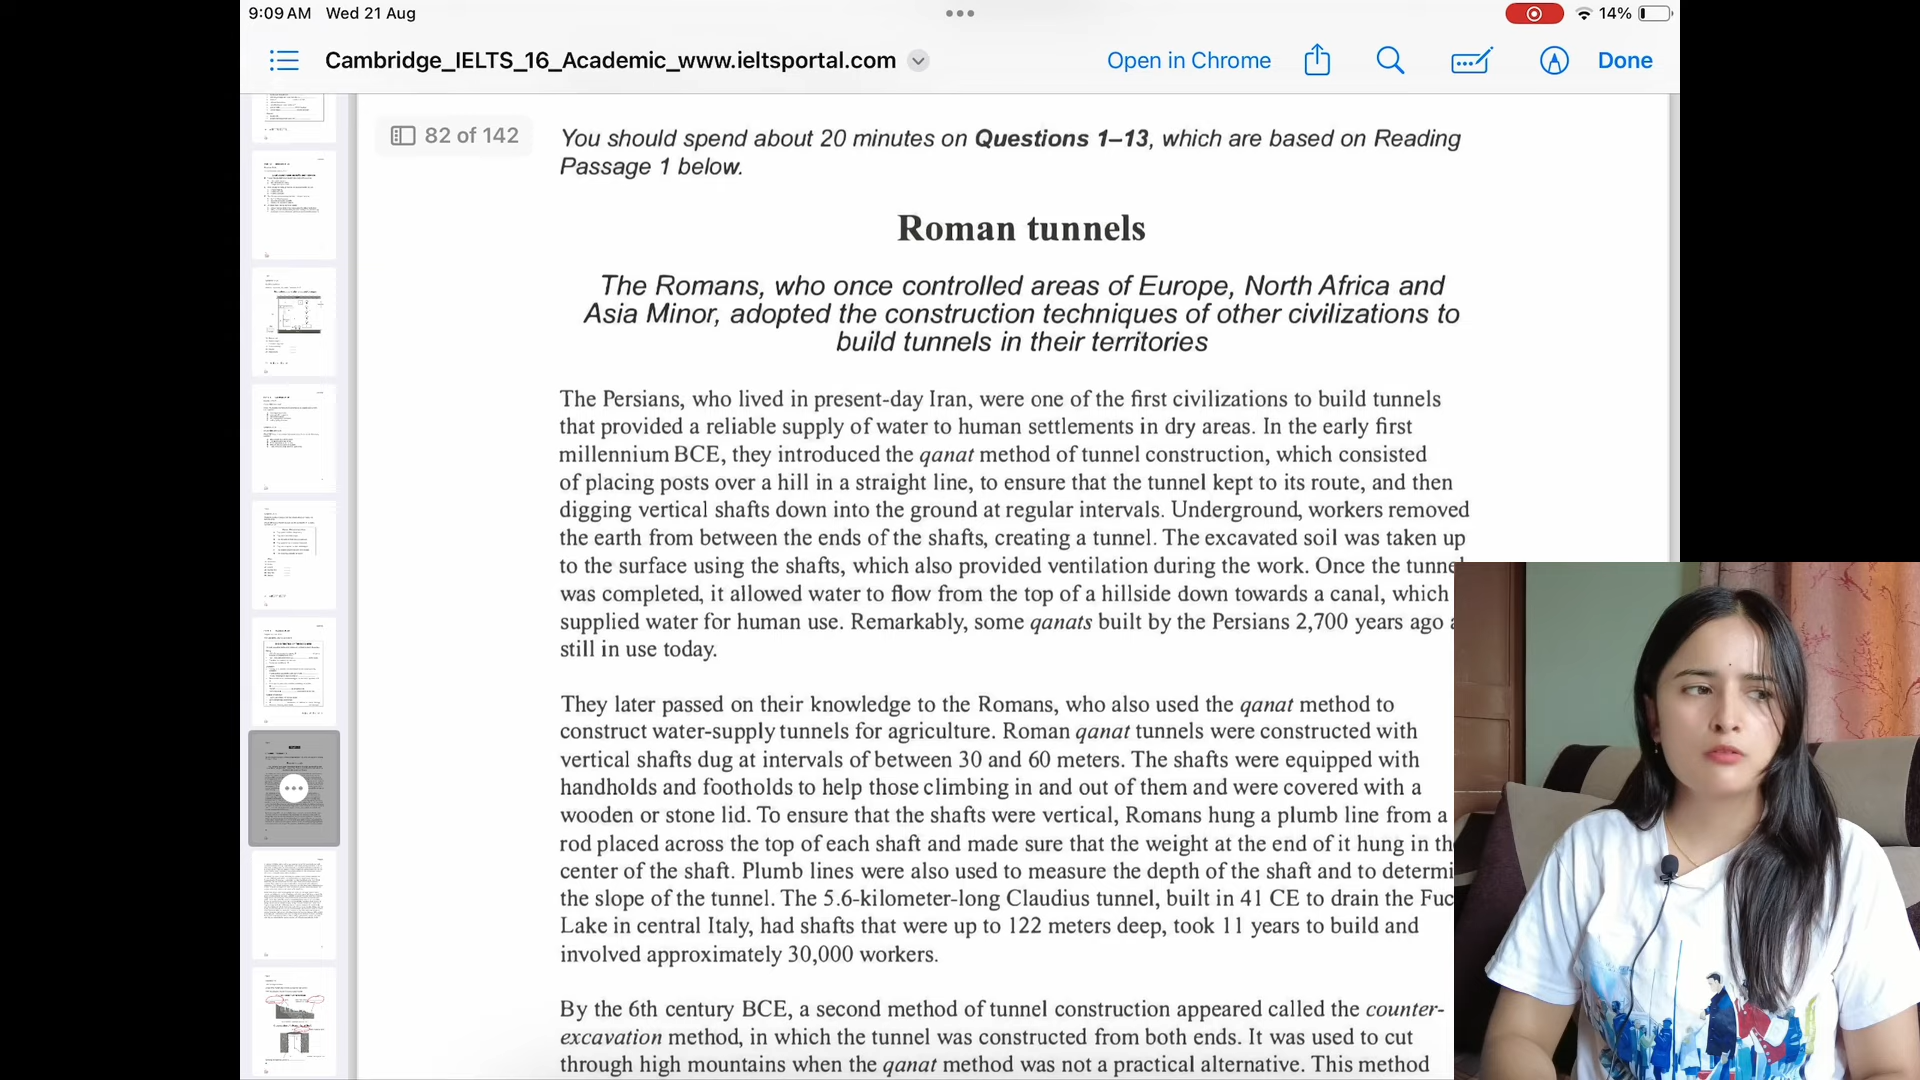 9:09 AM Wed 21 Aug
14%
Cambridge_IELTS_16_Academic_www.ieltsportal.com
Open in Chrome
Done
82 of 142
You should spend about 20 minutes on Questions 1–13, which are based on Reading
Passage 1 below.
Roman tunnels
The Romans, who once controlled areas of Europe, North Africa and
Asia Minor, adopted the construction techniques of other civilizations to
build tunnels in their territories
The Persians, who lived in present-day Iran, were one of the first civilizations to build tunnels
that provided a reliable supply of water to human settlements in dry areas. In the early first
millennium BCE, they introduced the qanat method of tunnel construction, which consisted
of placing posts over a hill in a straight line, to ensure that the tunnel kept to its route, and then
digging vertical shafts down into the ground at regular intervals. Underground, workers removed
the earth from between the ends of the shafts, creating a tunnel. The excavated soil was taken up
to the surface using the shafts, which also provided ventilation during the work. Once the
was completed, it allowed water to flow from the top of a hillside down towards a canal, which
supplied water for human use. Remarkably, some qanats built by the Persians 2,700 years ago
still in use today.
They later passed on their knowledge to the Romans, who also used the qanat method to
construct water-supply tunnels for agriculture. Roman qanat tunnels were constructed with
vertical shafts dug at intervals of between 30 and 60 meters. The shafts were equipped with
handholds and footholds to help those climbing in and out of them and were covered with a
wooden or stone lid. To ensure that the shafts were vertical, Romans hung a plumb line from a
rod placed across the top of each shaft and made sure that the weight at the end of it hung in
center of the shaft. Plumb lines were also used to measure the depth of the shaft and to
the slope of the tunnel. The 5.6-kilometer-long Claudius tunnel, built in 41 CE to drain the
Lake in central Italy, had shafts that were up to 122 meters deep, took 11 years to build and
involved approximately 30,000 workers.
By the 6th century BCE, a second method of tunnel construction appeared called the counter-
excavation method, in which the tunnel was constructed from both ends. It was used to cut
through high mountains when the qanat method was not a practical alternative. This method